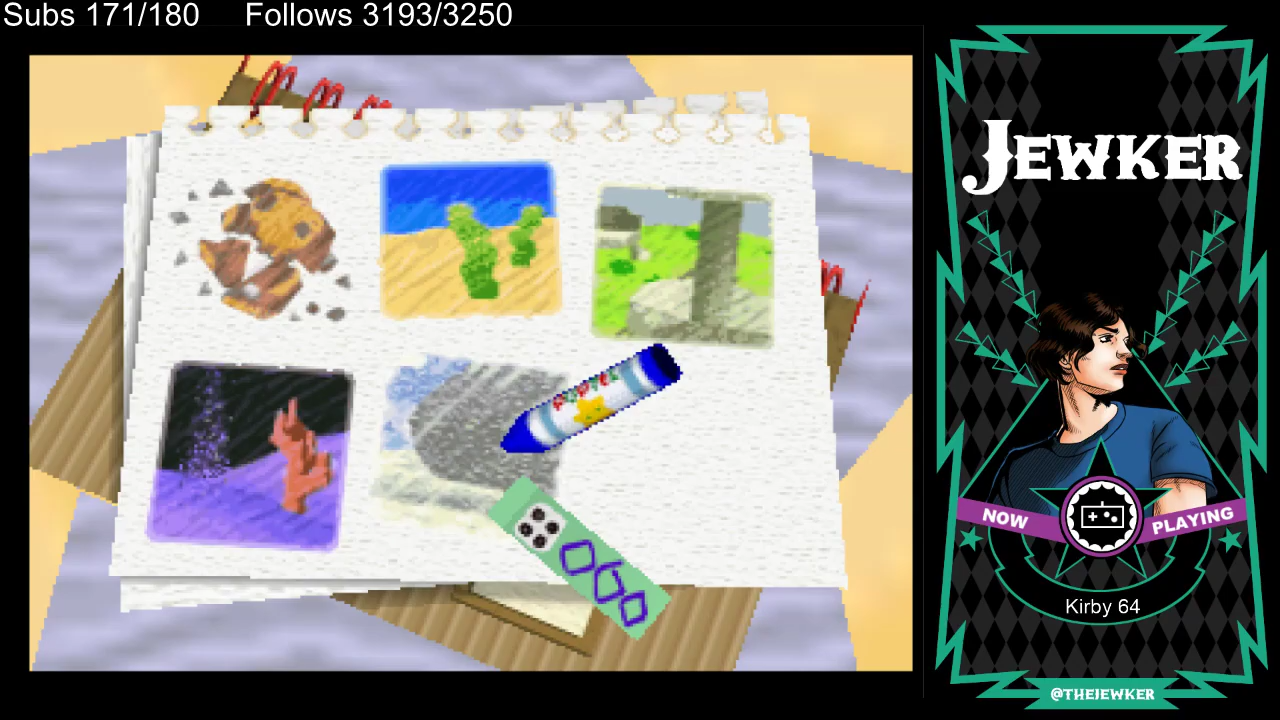 Subs 171/180 Follows 3193/3250
JEWKER
NOW PLAYING
Kirby 64
@THEJEWKER